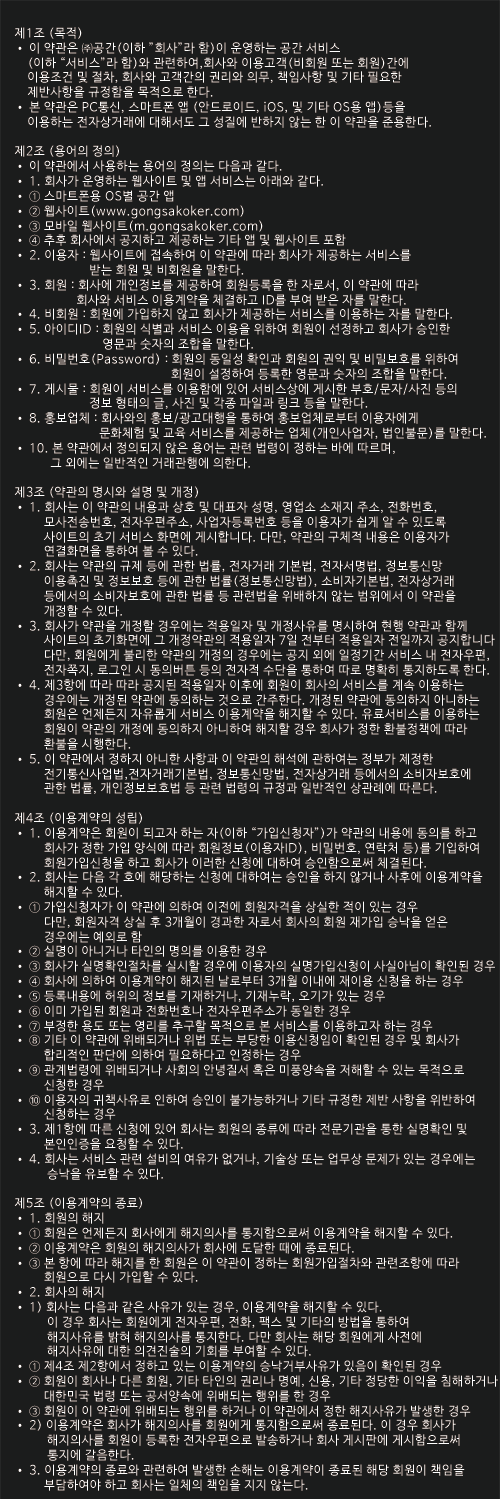 제1조 (목적)
• 이 약관은 ㈜공간(이하 "회사"라 함)이 운영하는 공간 서비스
(이하 "서비스"라 함)와 관련하여,회사와 이용고객(비회원 또는 회원)간에
이용조건 및 절차, 회사와 고객간의 권리와 의무, 책임사항 및 기타 필요한
제반사항을 규정함을 목적으로 한다.
• 본 약관은 PC통신, 스마트폰 앱 (안드로이드, iOS, 및 기타 OS용 앱)등을
이용하는 전자상거래에 대해서도 그 성질에 반하지 않는 한 이 약관을 준용한다.
제2조 (용어의 정의)
• 이 약관에서 사용하는 용어의 정의는 다음과 같다.
• 1. 회사가 운영하는 웹사이트 및 앱 서비스는 아래와 같다.
• ① 스마트폰용 OS별 공간 앱
• ② 웹사이트(www.gongsakoker.com)
• ③ 모바일 웹사이트(m.gongsakoker.com)
• ④ 추후 회사에서 공지하고 제공하는 기타 앱 및 웹사이트 포함
• 2. 이용자 : 웹사이트에 접속하여 이 약관에 따라 회사가 제공하는 서비스를
받는 회원 및 비회원을 말한다.
• 3. 회원 : 회사에 개인정보를 제공하여 회원등록을 한 자로서, 이 약관에 따라
회사와 서비스 이용계약을 체결하고 ID를 부여 받은 자를 말한다.
• 4. 비회원 : 회원에 가입하지 않고 회사가 제공하는 서비스를 이용하는 자를 말한다.
• 5. 아이디ID : 회원의 식별과 서비스 이용을 위하여 회원이 선정하고 회사가 승인한
영문과 숫자의 조합을 말한다.
• 6. 비밀번호(Password) : 회원의 동일성 확인과 회원의 권익 및 비밀보호를 위하여
회원이 설정하여 등록한 영문과 숫자의 조합을 말한다.
• 7. 게시물 : 회원이 서비스를 이용함에 있어 서비스상에 게시한 부호/문자/사진 등의
정보 형태의 글, 사진 및 각종 파일과 링크 등을 말한다.
• 8. 홍보업체 : 회사와의 홍보/광고대행을 통하여 홍보업체로부터 이용자에게
문화체험 및 교육 서비스를 제공하는 업체(개인사업자, 법인불문)를 말한다.
• 10. 본 약관에서 정의되지 않은 용어는 관련 법령이 정하는 바에 따르며,
그 외에는 일반적인 거래관행에 의한다.
제3조 (약관의 명시와 설명 및 개정)
• 1. 회사는 이 약관의 내용과 상호 및 대표자 성명, 영업소 소재지 주소, 전화번호,
모사전송번호, 전자우편주소, 사업자등록번호 등을 이용자가 쉽게 알 수 있도록
사이트의 초기 서비스 화면에 게시합니다. 다만, 약관의 구체적 내용은 이용자가
연결화면을 통하여 볼 수 있다.
• 2. 회사는 약관의 규제 등에 관한 법률, 전자거래 기본법, 전자서명법, 정보통신망
이용촉진 및 정보보호 등에 관한 법률(정보통신망법), 소비자기본법, 전자상거래
등에서의 소비자보호에 관한 법률 등 관련법을 위배하지 않는 범위에서 이 약관을
개정할 수 있다.
• 3. 회사가 약관을 개정할 경우에는 적용일자 및 개정사유를 명시하여 현행 약관과 함께
사이트의 초기화면에 그 개정약관의 적용일자 7일 전부터 적용일자 전일까지 공지합니다
다만, 회원에게 불리한 약관의 개정의 경우에는 공지 외에 일정기간 서비스 내 전자우편,
전자쪽지, 로그인 시 동의버튼 등의 전자적 수단을 통하여 따로 명확히 통지하도록 한다.
• 4. 제3항에 따라 따라 공지된 적용일자 이후에 회원이 회사의 서비스를 계속 이용하는
경우에는 개정된 약관에 동의하는 것으로 간주한다. 개정된 약관에 동의하지 아니하는
회원은 언제든지 자유롭게 서비스 이용계약을 해지할 수 있다. 유료서비스를 이용하는
회원이 약관의 개정에 동의하지 아니하여 해지할 경우 회사가 정한 환불정책에 따라
환불을 시행한다.
• 5. 이 약관에서 정하지 아니한 사항과 이 약관의 해석에 관하여는 정부가 제정한
전기통신사업법,전자거래기본법, 정보통신망법, 전자상거래 등에서의 소비자보호에
관한 법률, 개인정보보호법 등 관련 법령의 규정과 일반적인 상관례에 따른다.
제4조 (이용계약의 성립)
• 1. 이용계약은 회원이 되고자 하는 자(이하 "가입신청자")가 약관의 내용에 동의를 하고
회사가 정한 가입 양식에 따라 회원정보(이용자ID), 비밀번호, 연락처 등)를 기입하여
회원가입신청을 하고 회사가 이러한 신청에 대하여 승인함으로써 체결된다.
• 2. 회사는 다음 각 호에 해당하는 신청에 대하여는 승인을 하지 않거나 사후에 이용계약을
해지할 수 있다.
• ① 가입신청자가 이 약관에 의하여 이전에 회원자격을 상실한 적이 있는 경우
다만, 회원자격 상실 후 3개월이 경과한 자로서 회사의 회원 재가입 승낙을 얻은
경우에는 예외로 함
• ② 실명이 아니거나 타인의 명의를 이용한 경우
• ③ 회사가 실명확인절차를 실시할 경우에 이용자의 실명가입신청이 사실아님이 확인된 경우
• ④ 회사에 의하여 이용계약이 해지된 날로부터 3개월 이내에 재이용 신청을 하는 경우
• ⑤ 등록내용에 허위의 정보를 기재하거나, 기재누락, 오기가 있는 경우
• ⑥ 이미 가입된 회원과 전화번호나 전자우편주소가 동일한 경우
• ⑦ 부정한 용도 또는 영리를 추구할 목적으로 본 서비스를 이용하고자 하는 경우
• ⑧ 기타 이 약관에 위배되거나 위법 또는 부당한 이용신청임이 확인된 경우 및 회사가
합리적인 판단에 의하여 필요하다고 인정하는 경우
• ⑨ 관계법령에 위배되거나 사회의 안녕질서 혹은 미풍양속을 저해할 수 있는 목적으로
신청한 경우
• ⑩ 이용자의 귀책사유로 인하여 승인이 불가능하거나 기타 규정한 제반 사항을 위반하여
신청하는 경우
• 3. 제1항에 따른 신청에 있어 회사는 회원의 종류에 따라 전문기관을 통한 실명확인 및
본인인증을 요청할 수 있다.
• 4. 회사는 서비스 관련 설비의 여유가 없거나, 기술상 또는 업무상 문제가 있는 경우에는
승낙을 유보할 수 있다.
제5조 (이용계약의 종료)
• 1. 회원의 해지
• ① 회원은 언제든지 회사에게 해지의사를 통지함으로써 이용계약을 해지할 수 있다.
• ② 이용계약은 회원의 해지의사가 회사에 도달한 때에 종료된다.
• ③ 본 항에 따라 해지를 한 회원은 이 약관이 정하는 회원가입절차와 관련조항에 따라
회원으로 다시 가입할 수 있다.
• 2. 회사의 해지
• 1) 회사는 다음과 같은 사유가 있는 경우, 이용계약을 해지할 수 있다.
이 경우 회사는 회원에게 전자우편, 전화, 팩스 및 기타의 방법을 통하여
해지사유를 밝혀 해지의사를 통지한다. 다만 회사는 해당 회원에게 사전에
해지사유에 대한 의견진술의 기회를 부여할 수 있다.
• ① 제4조 제2항에서 정하고 있는 이용계약의 승낙거부사유가 있음이 확인된 경우
• ② 회원이 회사나 다른 회원, 기타 타인의 권리나 명예, 신용, 기타 정당한 이익을 침해하거나
대한민국 법령 또는 공서양속에 위배되는 행위를 한 경우
• ③ 회원이 이 약관에 위배되는 행위를 하거나 이 약관에서 정한 해지사유가 발생한 경우
• 2) 이용계약은 회사가 해지의사를 회원에게 통지함으로써 종료된다. 이 경우 회사가
해지의사를 회원이 등록한 전자우편으로 발송하거나 회사 게시판에 게시함으로써
통지에 갈음한다.
• 3. 이용계약의 종료와 관련하여 발생한 손해는 이용계약이 종료된 해당 회원이 책임을
부담하여야 하고 회사는 일체의 책임을 지지 않는다.